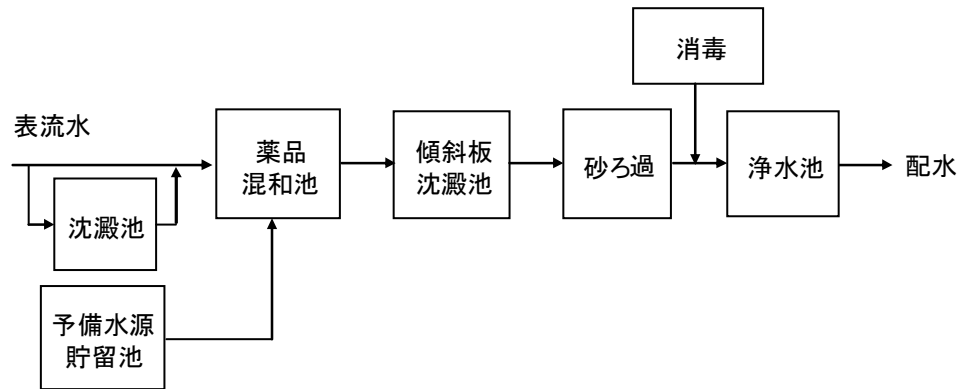 消毒
表流水
薬品
混和池
傾斜板
沈澱池
砂ろ過
浄水池
配水
沈澱池
予備水源
貯留池